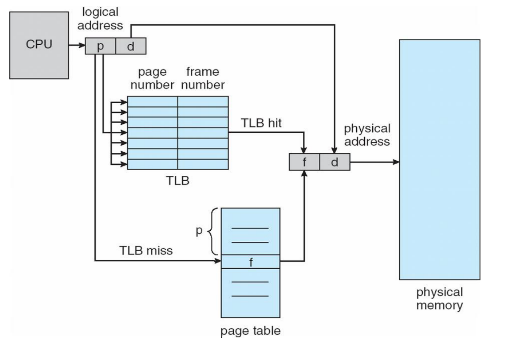 logical
address
CPU
p d
page frame
number number
TLB hit
physical
address
f d
TLB
p
TLB miss
f
physical
memory
page table